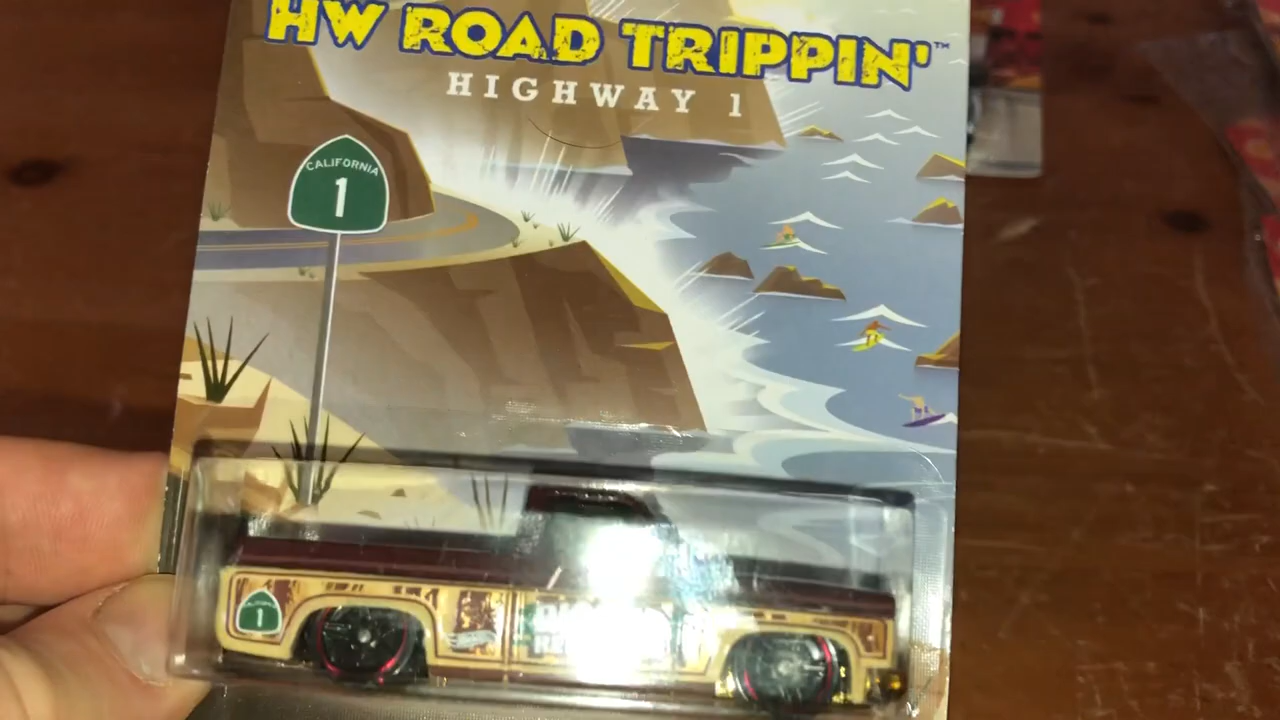 HW ROAD TRIPPIN'™
HIGHWAY 1
CALIFORNIA
1
1